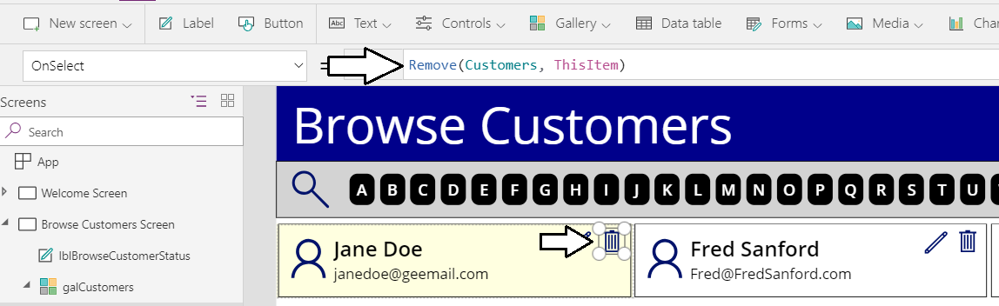 New screen Label Button Text Controls Gallery Data table Forms Media Char
OnSelect = Remove(Customers, ThisItem)
Screens
Search
App
Welcome Screen
Browse Customers Screen
lblBrowseCustomerStatus
galCustomers
Browse Customers
A B C D E F G H I J K L M N O P Q R S T U
Jane Doe
janedoe@geemail.com
Fred Sanford
Fred@FredSanford.com